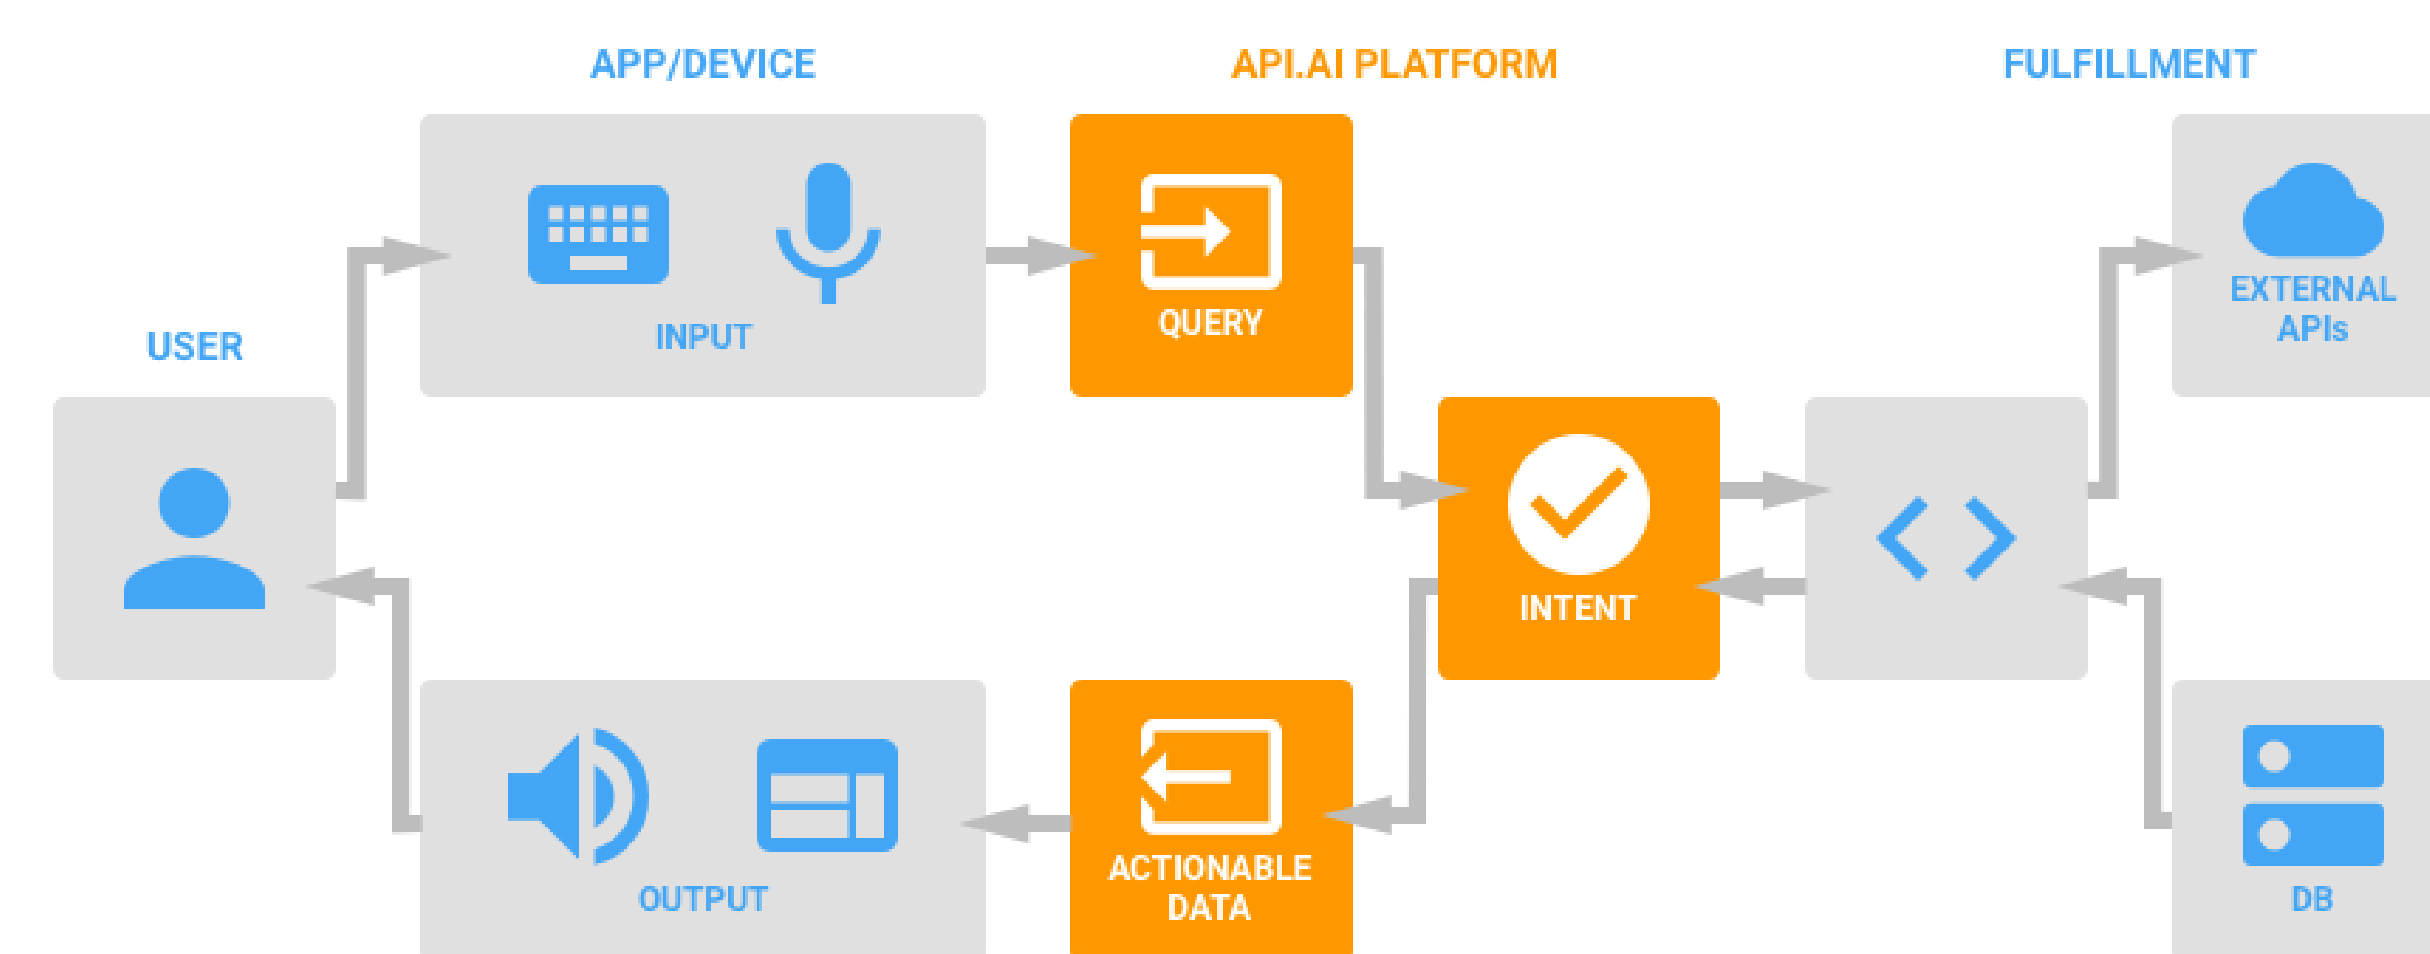 APP/DEVICE
API.AI PLATFORM
FULFILLMENT
USER
INPUT
QUERY
EXTERNAL
APIs
INTENT
OUTPUT
ACTIONABLE
DATA
DB